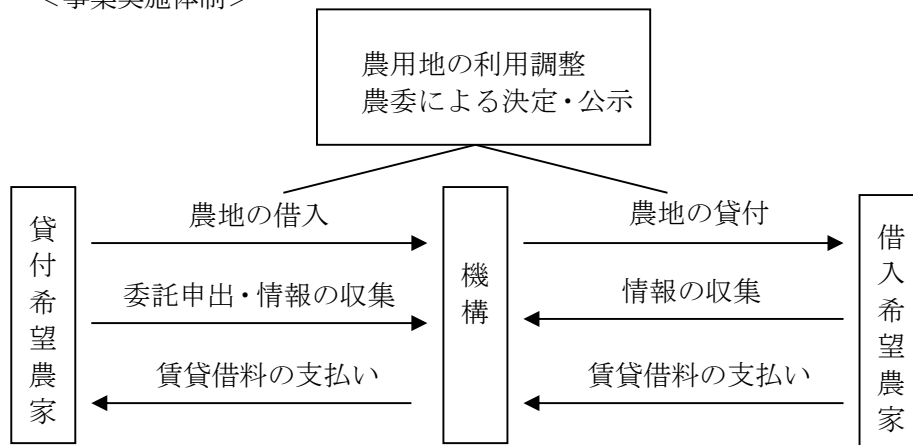 ＜事業実施体制＞
農用地の利用調整
農委による決定・公示
貸付希望農家
農地の借入
委託申出・情報の収集
賃貸借料の支払い
機構
農地の貸付
情報の収集
賃貸借料の支払い
借入希望農家